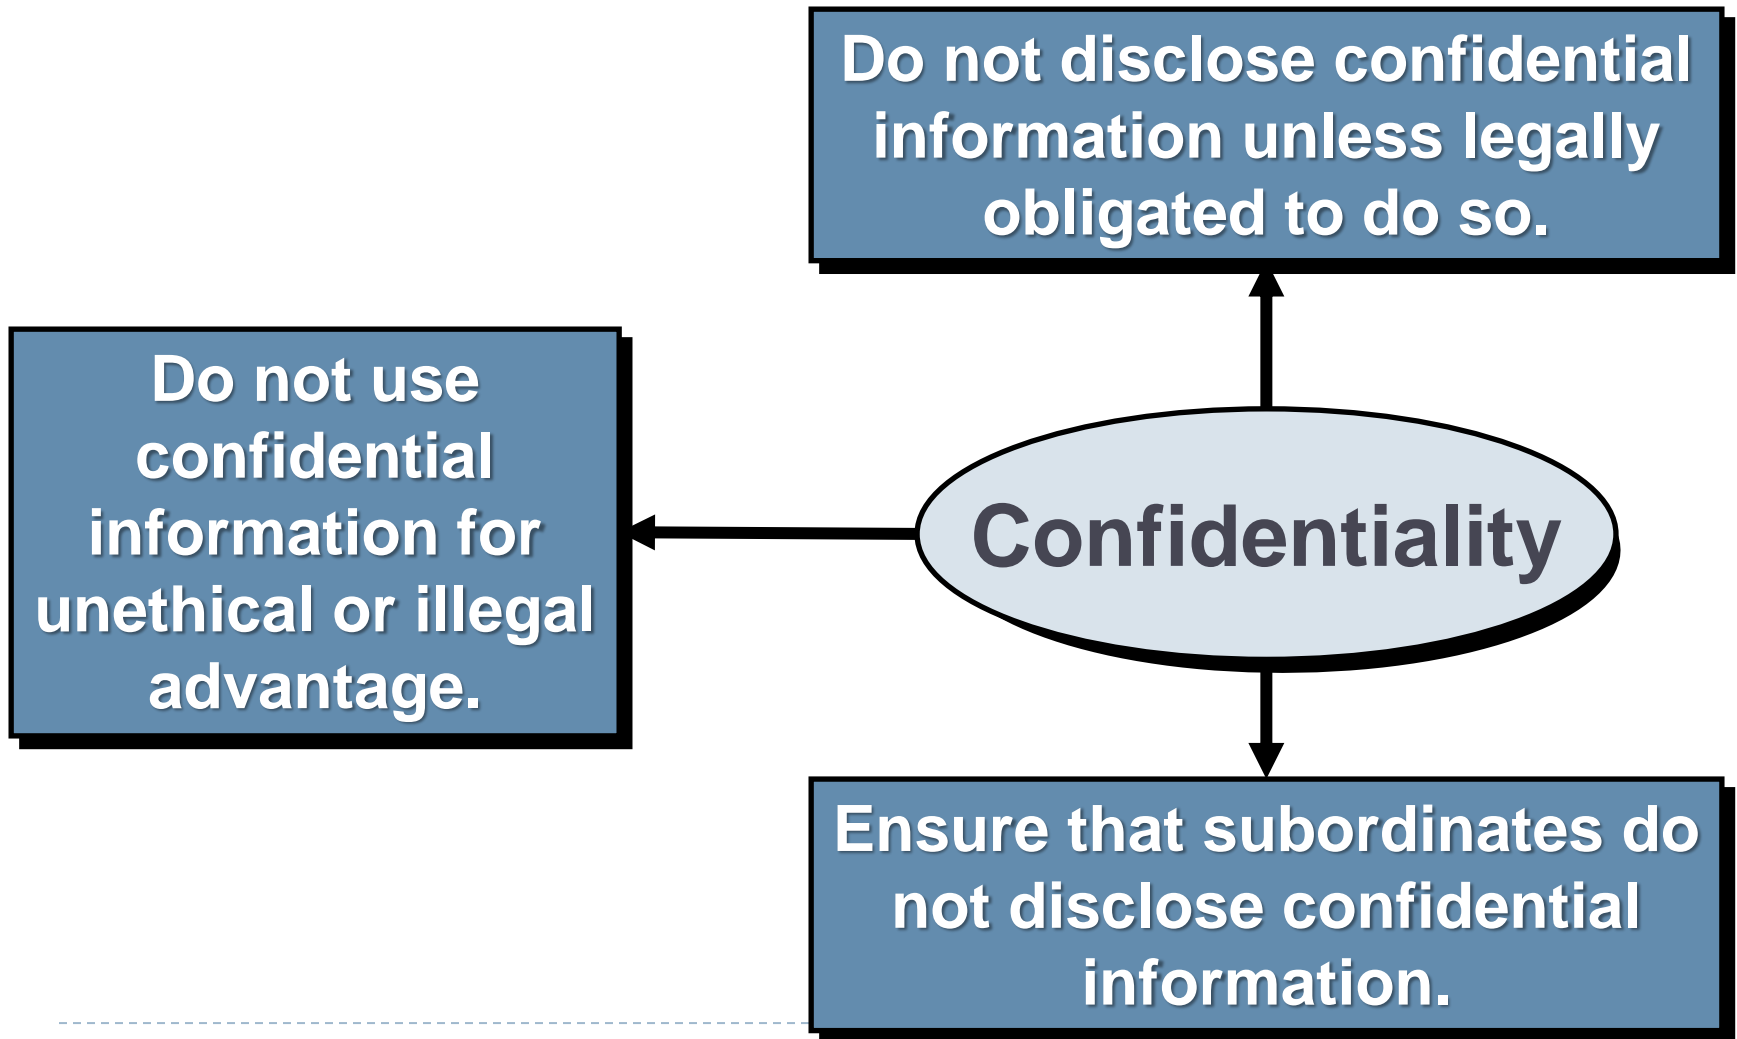 Do not disclose confidential
information unless legally
obligated to do so.
Do not use
confidential
information for
unethical or illegal
advantage.
Confidentiality
Ensure that subordinates do
not disclose confidential
information.